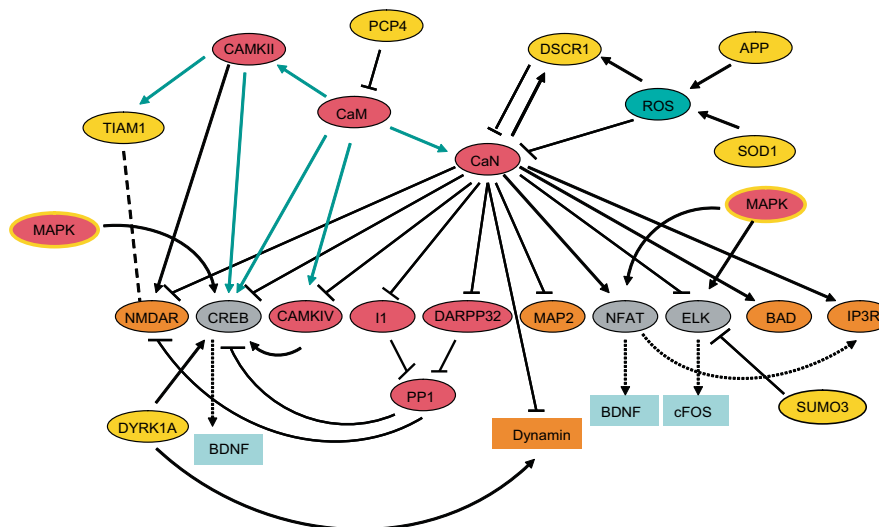 PCP4
CAMKII
DSCR1
APP
CaM
ROS
TIAM1
SOD1
CaN
MAPK
MAPK
NMDAR
CREB
CAMKIV
I1
DARPP32
MAP2
NFAT
ELK
BAD
IP3R
PP1
BDNF
cFOS
SUMO3
DYRK1A
Dynamin
BDNF